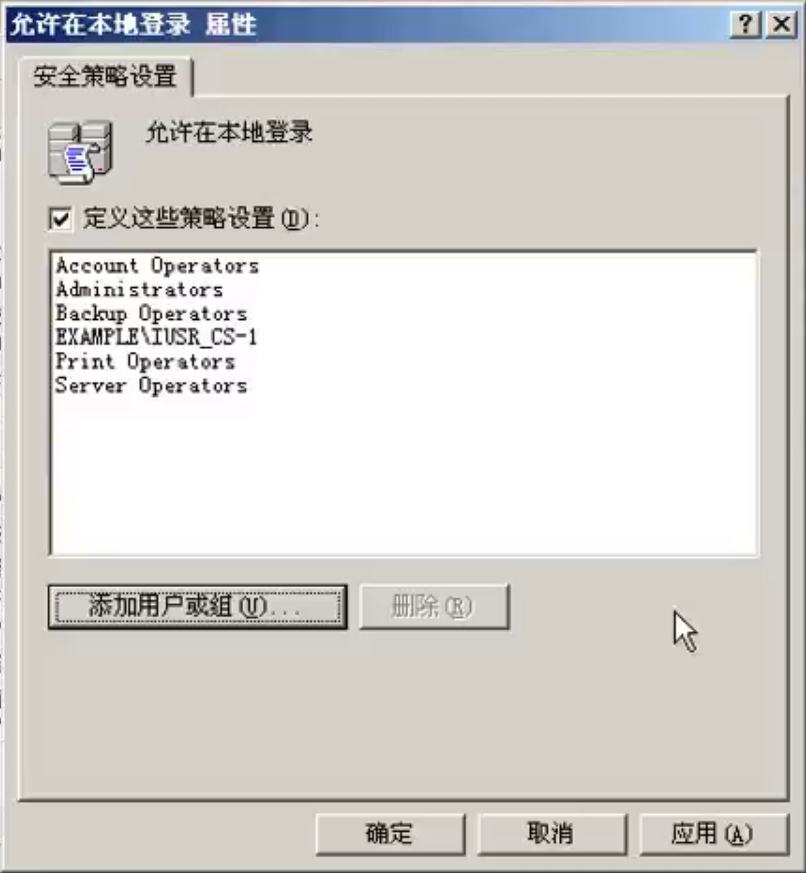 允许在本地登录 属性
安全策略设置
允许在本地登录
定义这些策略设置(D):
Account Operators
Administrators
Backup Operators
EXAMPLE\IUSR_CS-1
Print Operators
Server Operators
添加用户或组(U)... 删除(R)
确定 取消 应用(A)